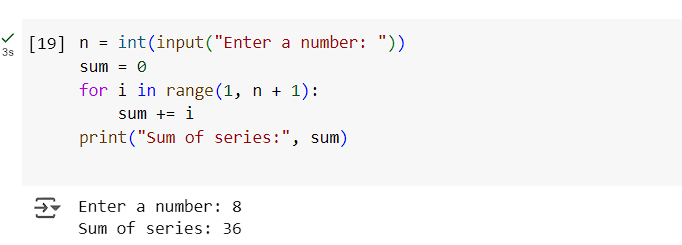 [19] n = int(input("Enter a number: "))
sum = 0
for i in range(1, n + 1):
    sum += i
print("Sum of series:", sum)
3s
Enter a number: 8
Sum of series: 36